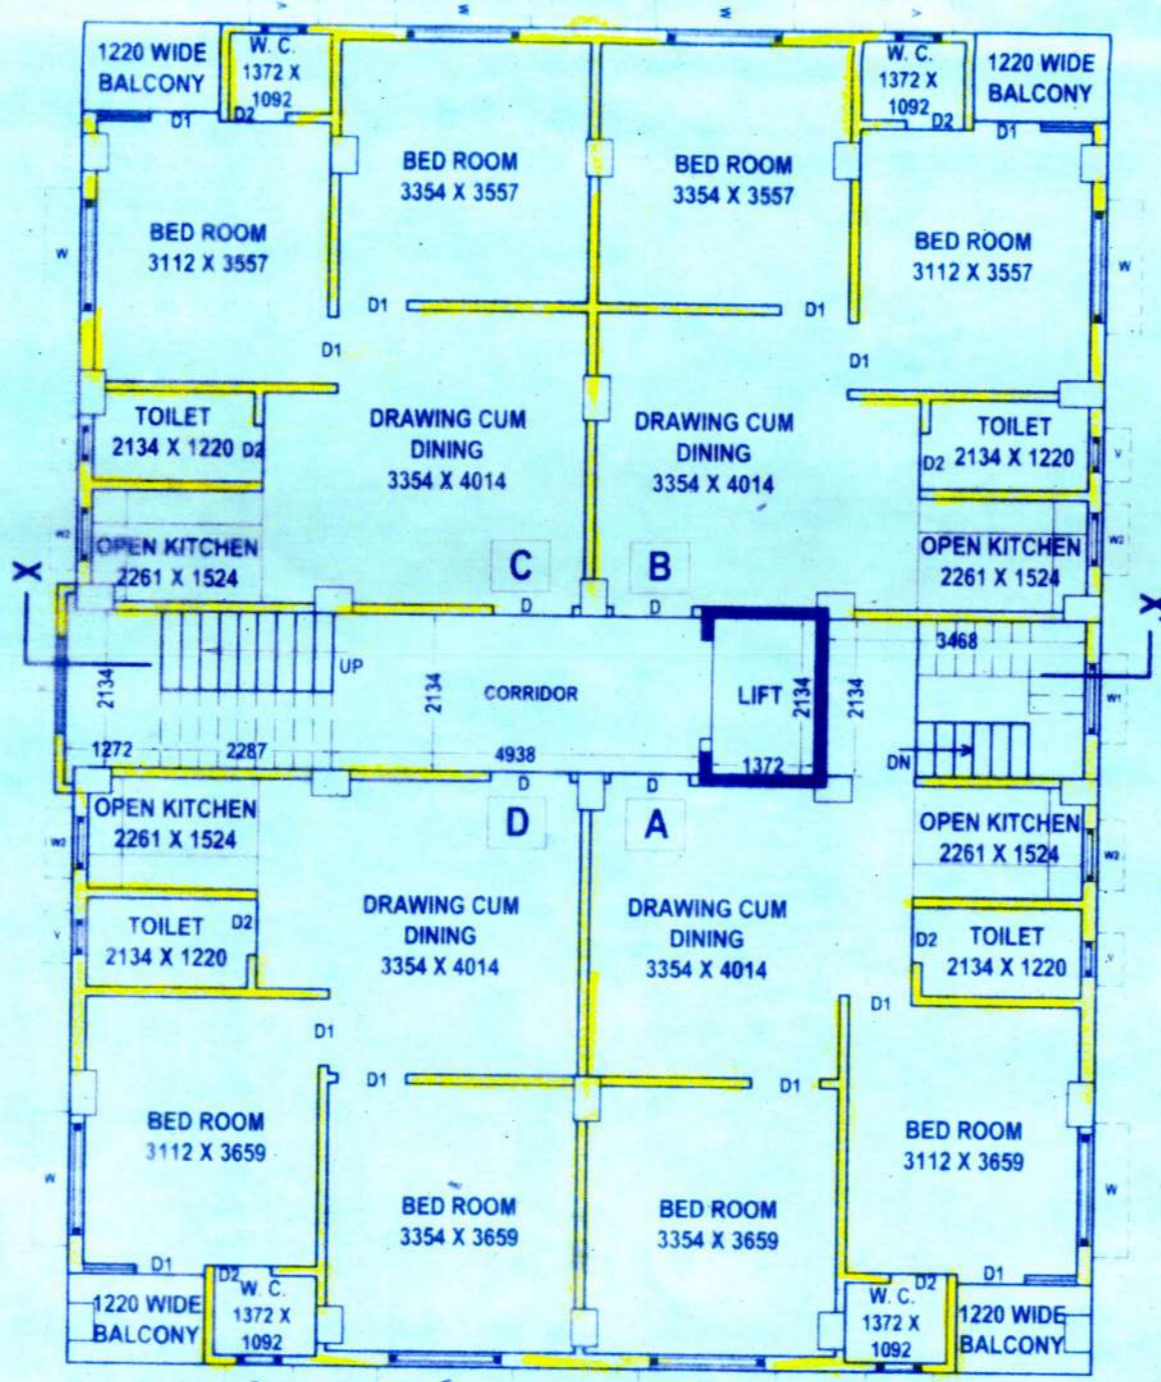 V
W
W
V
1220 WIDE
BALCONY
W. C.
1372 X
1092
D2
D1
BED ROOM
3354 X 3557
BED ROOM
3354 X 3557
W. C.
1372 X
1092
D2
1220 WIDE
BALCONY
D1
BED ROOM
3112 X 3557
W
D1
D1
BED ROOM
3112 X 3557
W
D1
D1
TOILET
2134 X 1220 D2
DRAWING CUM
DINING
3354 X 4014
DRAWING CUM
DINING
3354 X 4014
TOILET
D2 2134 X 1220
V
W2
OPEN KITCHEN
2261 X 1524
C
B
OPEN KITCHEN
2261 X 1524
W2
X
X
D
D
2134
UP
2134
CORRIDOR
LIFT
2134
2134
3468
W1
1272
2287
4938
1372
DN
OPEN KITCHEN
2261 X 1524
W2
D
D
D
A
OPEN KITCHEN
2261 X 1524
W2
TOILET
2134 X 1220
D2
V
DRAWING CUM
DINING
3354 X 4014
DRAWING CUM
DINING
3354 X 4014
D2
TOILET
2134 X 1220
V
D1
D1
D1
D1
BED ROOM
3112 X 3659
W
BED ROOM
3354 X 3659
BED ROOM
3354 X 3659
BED ROOM
3112 X 3659
W
D1
D2
1220 WIDE
BALCONY
W. C.
1372 X
1092
D2
W. C.
1372 X
1092
D1
1220 WIDE
BALCONY